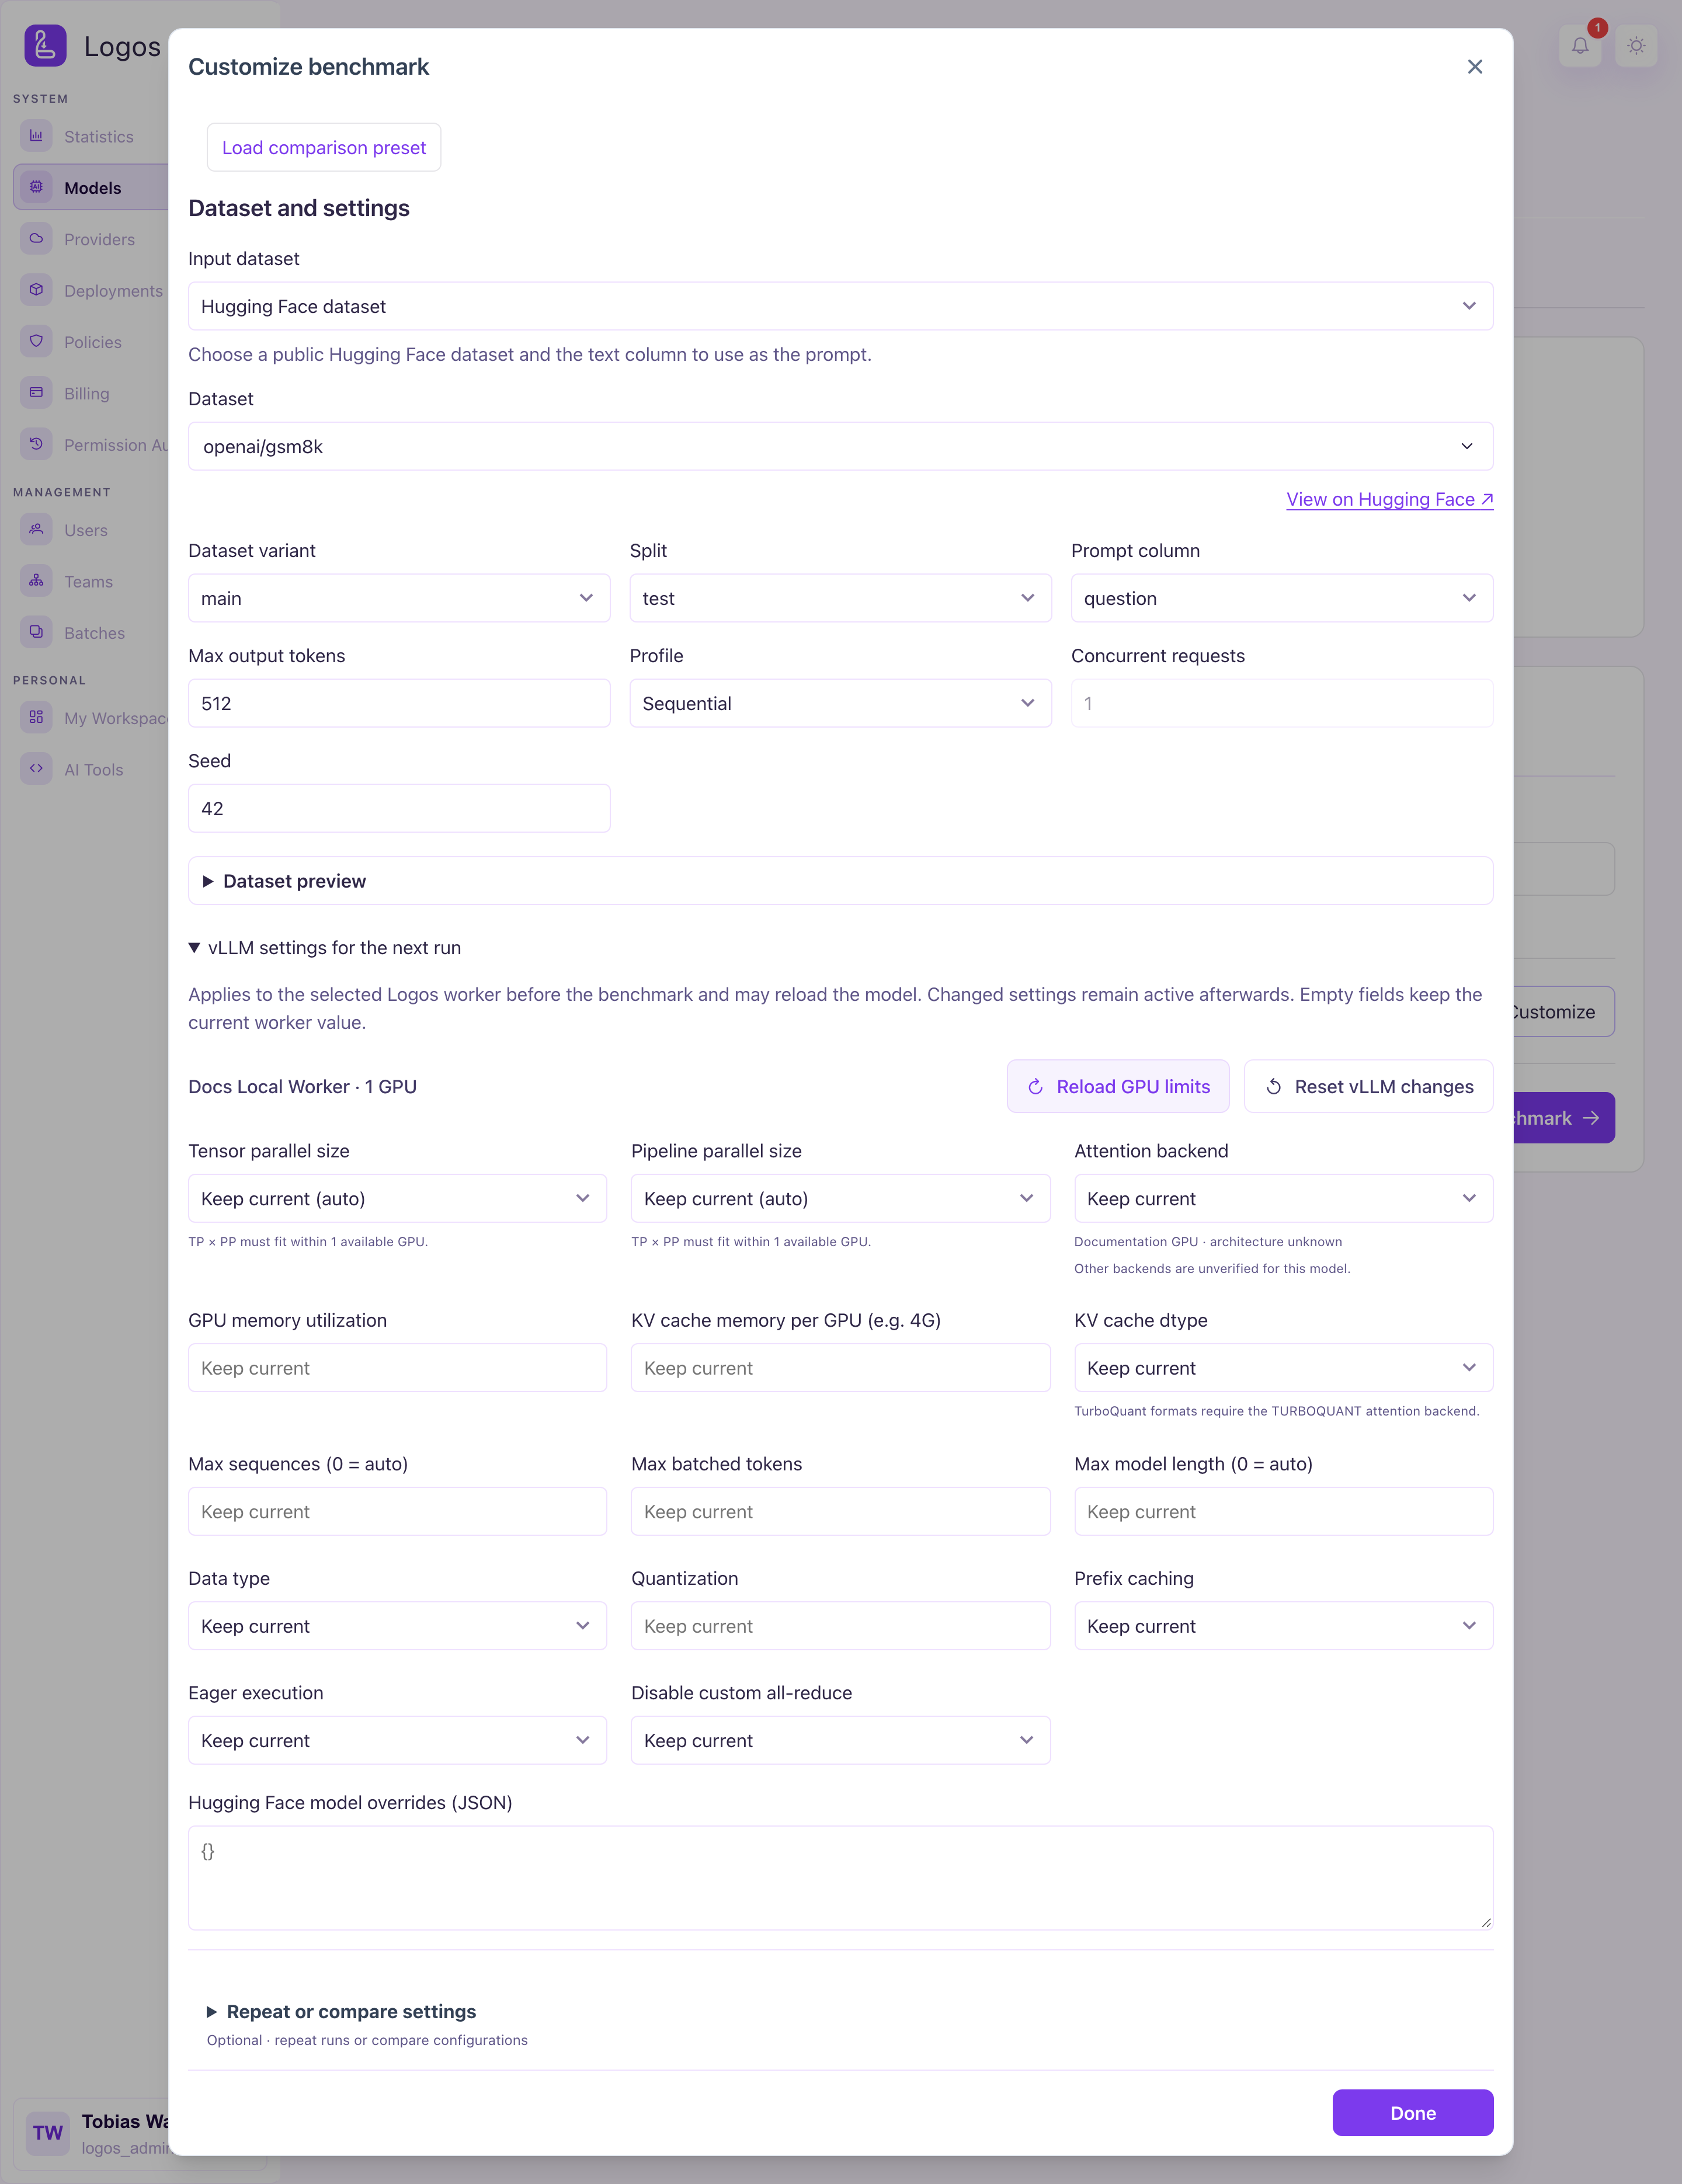 Logos
SYSTEM
Statistics
Models
Providers
Deployments
Policies
Billing
Permission
MANAGEMENT
Users
Teams
Batches
PERSONAL
My
AI Tools
TW
Tobias
1
Customize benchmark
Load comparison preset
Dataset and settings
Input dataset
Hugging Face dataset
Choose a public Hugging Face dataset and the text column to use as the prompt.
Dataset
openai/gsm8k
View on Hugging Face ↗
Dataset variant Split Prompt column
main test question
Max output tokens Profile Concurrent requests
512 Sequential 1
Seed
42
▶ Dataset preview
▼ vLLM settings for the next run
Applies to the selected Logos worker before the benchmark and may reload the model. Changed settings remain active afterwards. Empty fields keep the
current worker value.
Docs Local Worker · 1 GPU Reload GPU limits Reset vLLM changes
Tensor parallel size Pipeline parallel size Attention backend
Keep current (auto) Keep current (auto) Keep current
TP × PP must fit within 1 available GPU. TP × PP must fit within 1 available GPU. Documentation GPU · architecture unknown
Other backends are unverified for this model.
GPU memory utilization KV cache memory per GPU (e.g. 4G) KV cache dtype
Keep current Keep current Keep current
TurboQuant formats require the TURBOQUANT attention backend.
Max sequences (0 = auto) Max batched tokens Max model length (0 = auto)
Keep current Keep current Keep current
Data type Quantization Prefix caching
Keep current Keep current Keep current
Eager execution Disable custom all-reduce
Keep current Keep current
Hugging Face model overrides (JSON)
{}
▶ Repeat or compare settings
Optional · repeat runs or compare configurations
Done
Customize